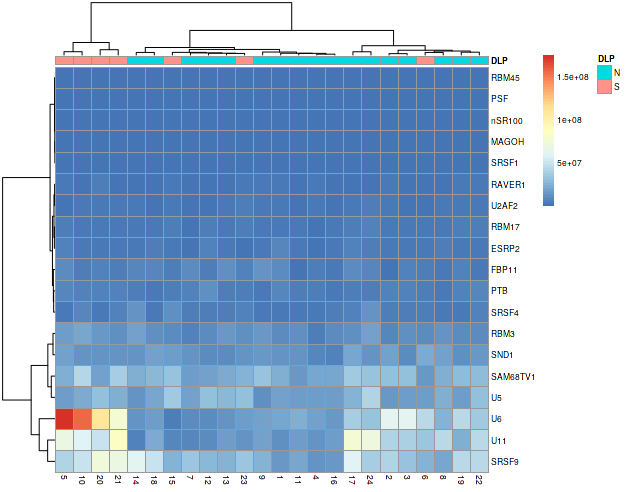 DLP
DLP
N
S
1.5e+08
1e+08
5e+07
RBM45
PSF
nSR100
MAGOH
SRSF1
RAVER1
U2AF2
RBM17
ESRP2
FBP11
PTB
SRSF4
RBM3
SND1
SAM68TV1
U5
U6
U11
SRSF9
5 10 20 21 14 18 15 7 12 13 23 9 1 11 4 16 17 24 2 3 6 8 19 22